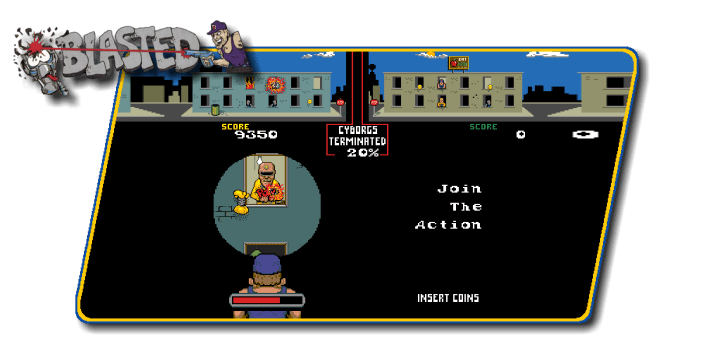 BLASTED
SCORE
9350
CYBORGS
TERMINATED
20%
SCORE
0
Join
The
Action
INSERT COINS